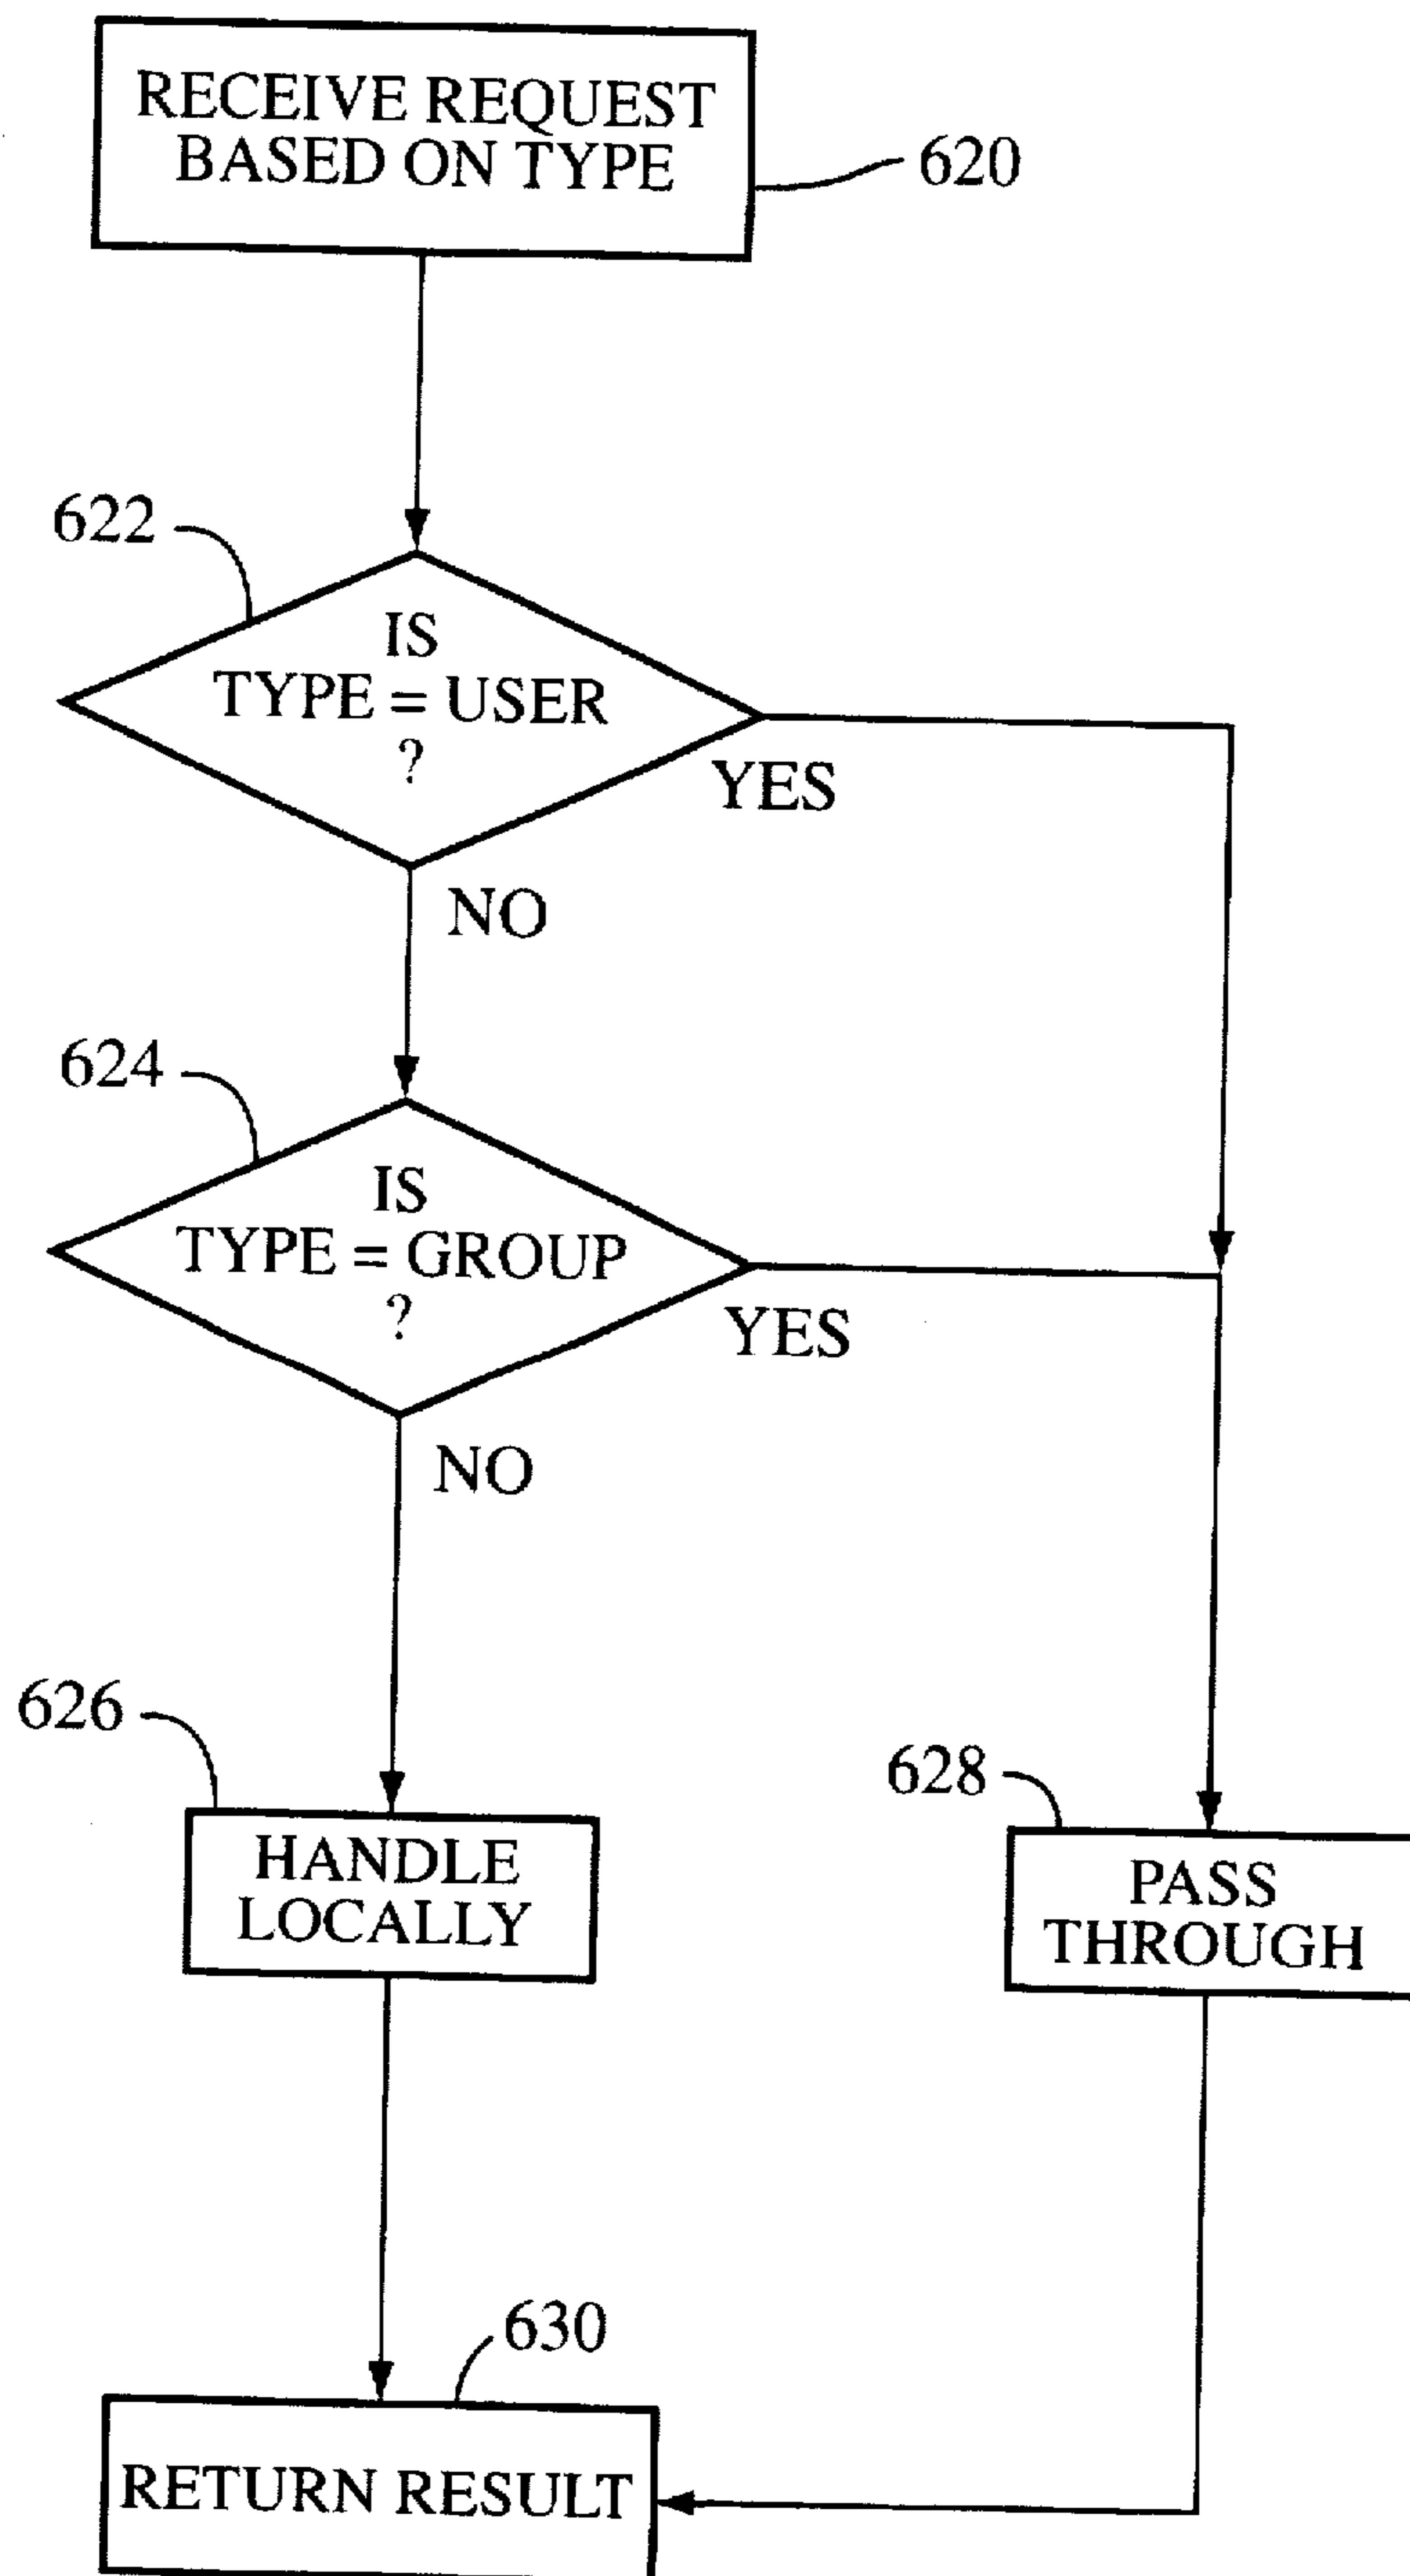 RECEIVE REQUEST
BASED ON TYPE
620
622
IS
TYPE = USER
?
YES
NO
624
IS
TYPE = GROUP
?
YES
NO
626
HANDLE
LOCALLY
628
PASS
THROUGH
630
RETURN RESULT